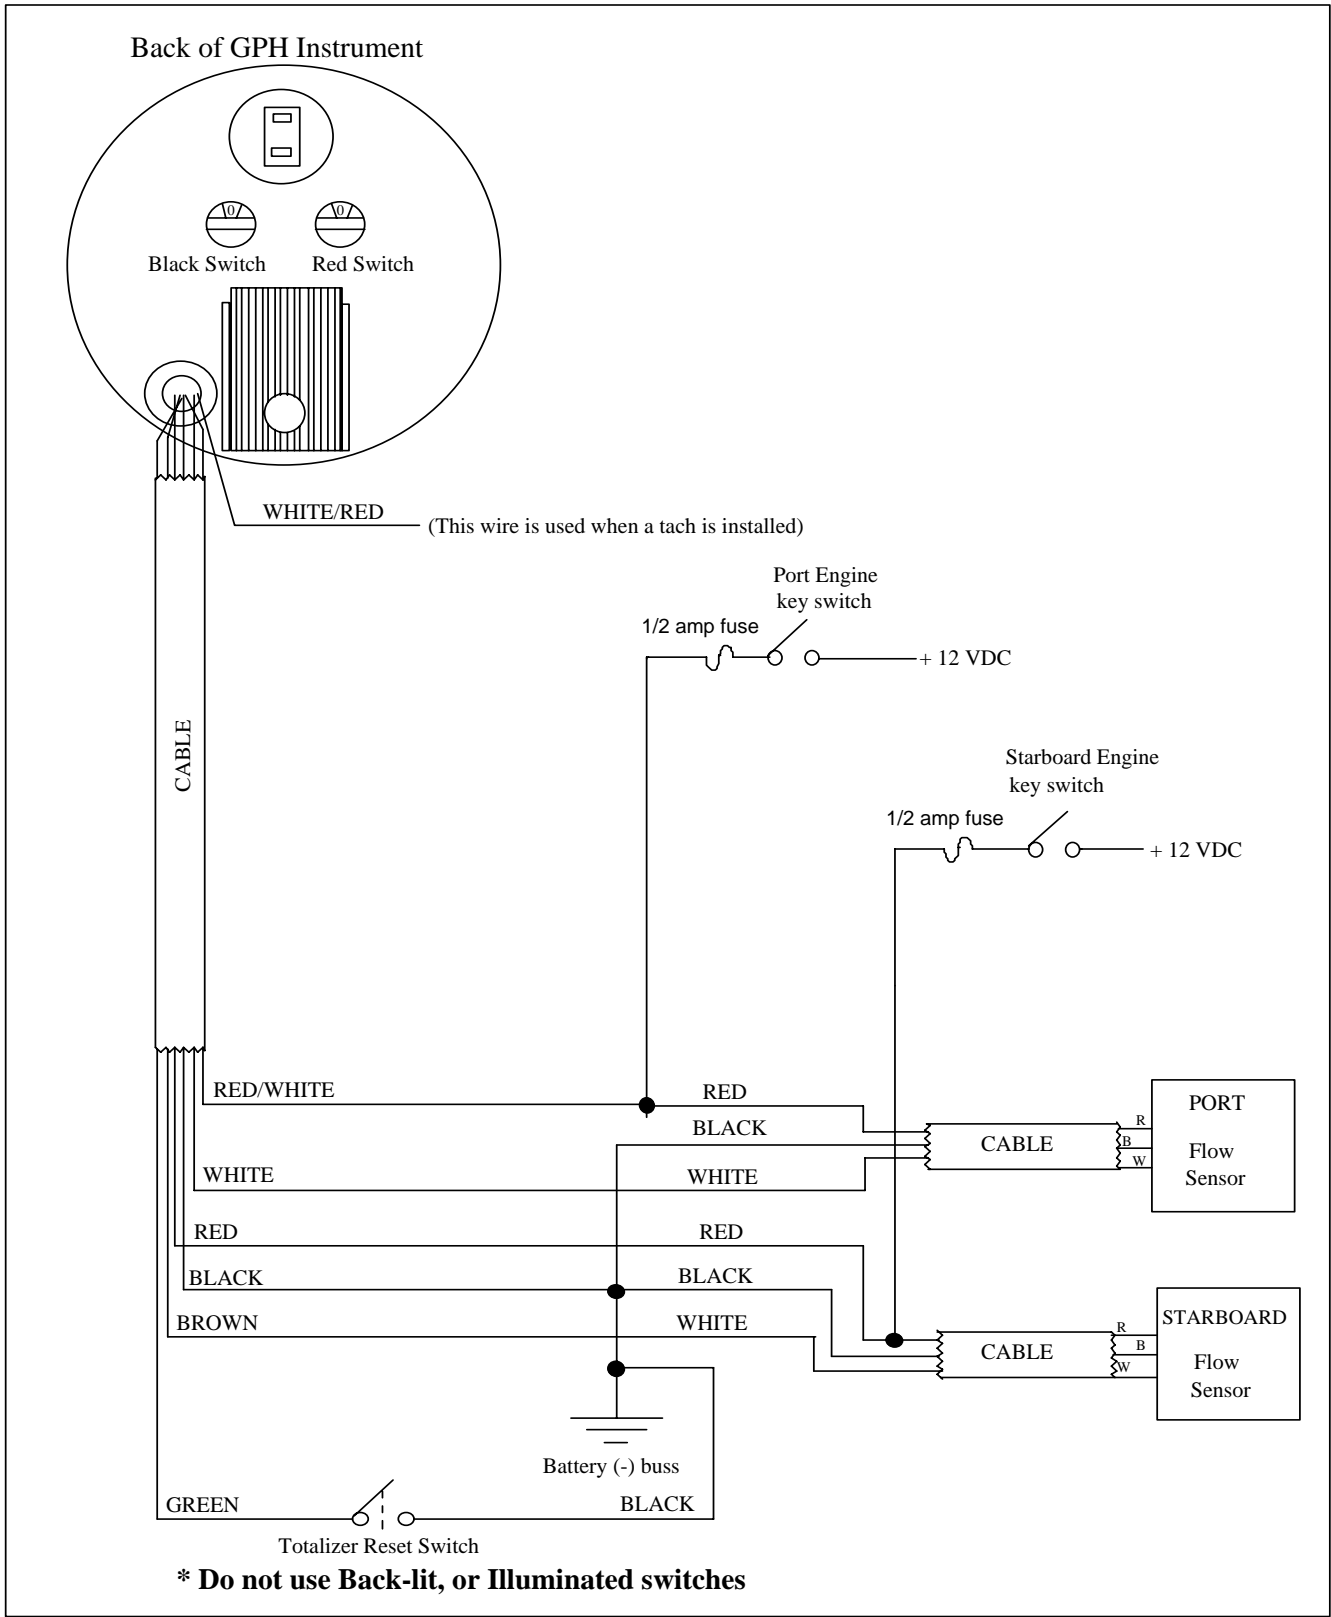 Back of GPH Instrument
0
0
Black Switch
Red Switch
WHITE/RED
(This wire is used when a tach is installed)
Port Engine
key switch
1/2 amp fuse
+ 12 VDC
CABLE
Starboard Engine
key switch
1/2 amp fuse
+ 12 VDC
RED/WHITE
RED
BLACK
CABLE
R
B
W
PORT
Flow
Sensor
WHITE
WHITE
RED
RED
BLACK
BLACK
BROWN
WHITE
CABLE
R
B
W
STARBOARD
Flow
Sensor
Battery (-) buss
GREEN
BLACK
Totalizer Reset Switch
* Do not use Back-lit, or Illuminated switches